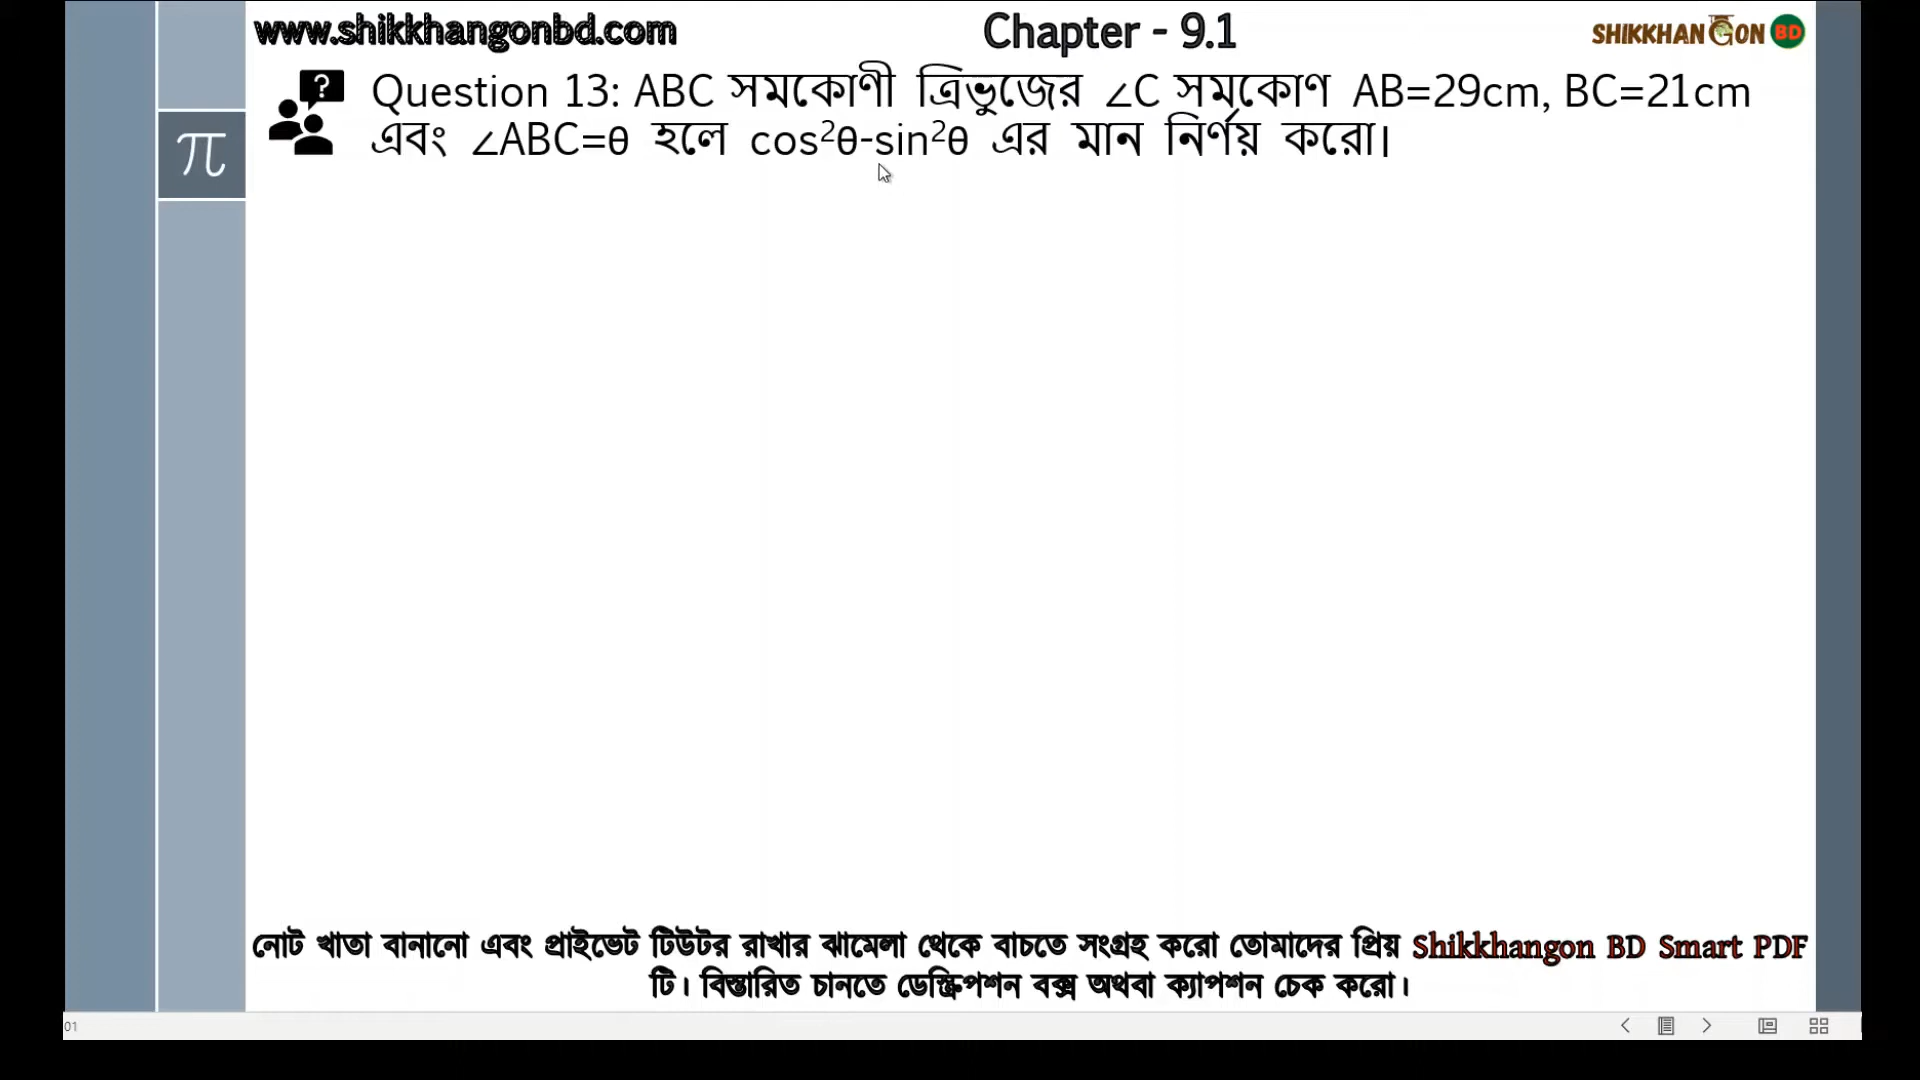 www.shikkhangonbd.com
Chapter - 9.1
SHIKKHANGON BD
?
Question 13: ABC সমকোণী ত্রিভুজের ∠C সমকোণ AB=29cm, BC=21cm
π
এবং ∠ABC=θ হলে cos²θ-sin²θ এর মান নির্ণয় করো।
নোট খাতা বানানো এবং প্রাইভেট টিউটর রাখার ঝামেলা থেকে বাচতে সংগ্রহ করো তোমাদের প্রিয় Shikkhangon BD Smart PDF
টি। বিস্তারিত চানতে ডেস্ক্রিপশন বক্স অথবা ক্যাপশন চেক করো।
01